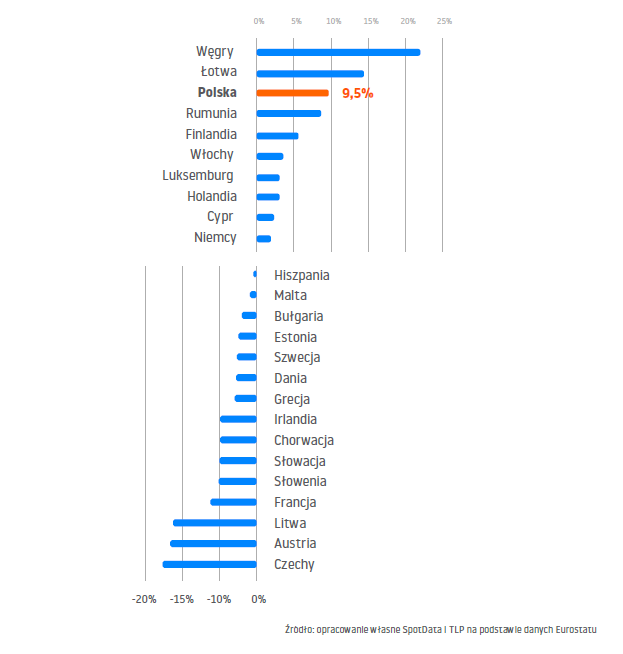 0% 5% 10% 15% 20% 25%
Węgry
Łotwa
Polska 9,5%
Rumunia
Finlandia
Włochy
Luksemburg
Holandia
Cypr
Niemcy
Hiszpania
Malta
Bułgaria
Estonia
Szwecja
Dania
Grecja
Irlandia
Chorwacja
Słowacja
Słowenia
Francja
Litwa
Austria
Czechy
-20% -15% -10% 0%
Źródło: opracowanie własne SpotData i TLP na podstawie danych Eurostatu